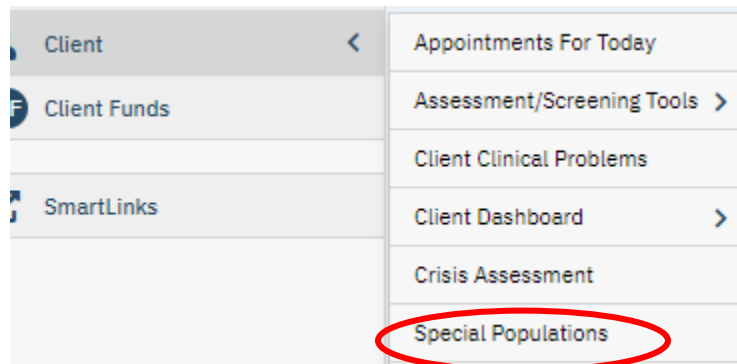 Client
Client Funds
SmartLinks
Appointments For Today
Assessment/Screening Tools
Client Clinical Problems
Client Dashboard
Crisis Assessment
Special Populations